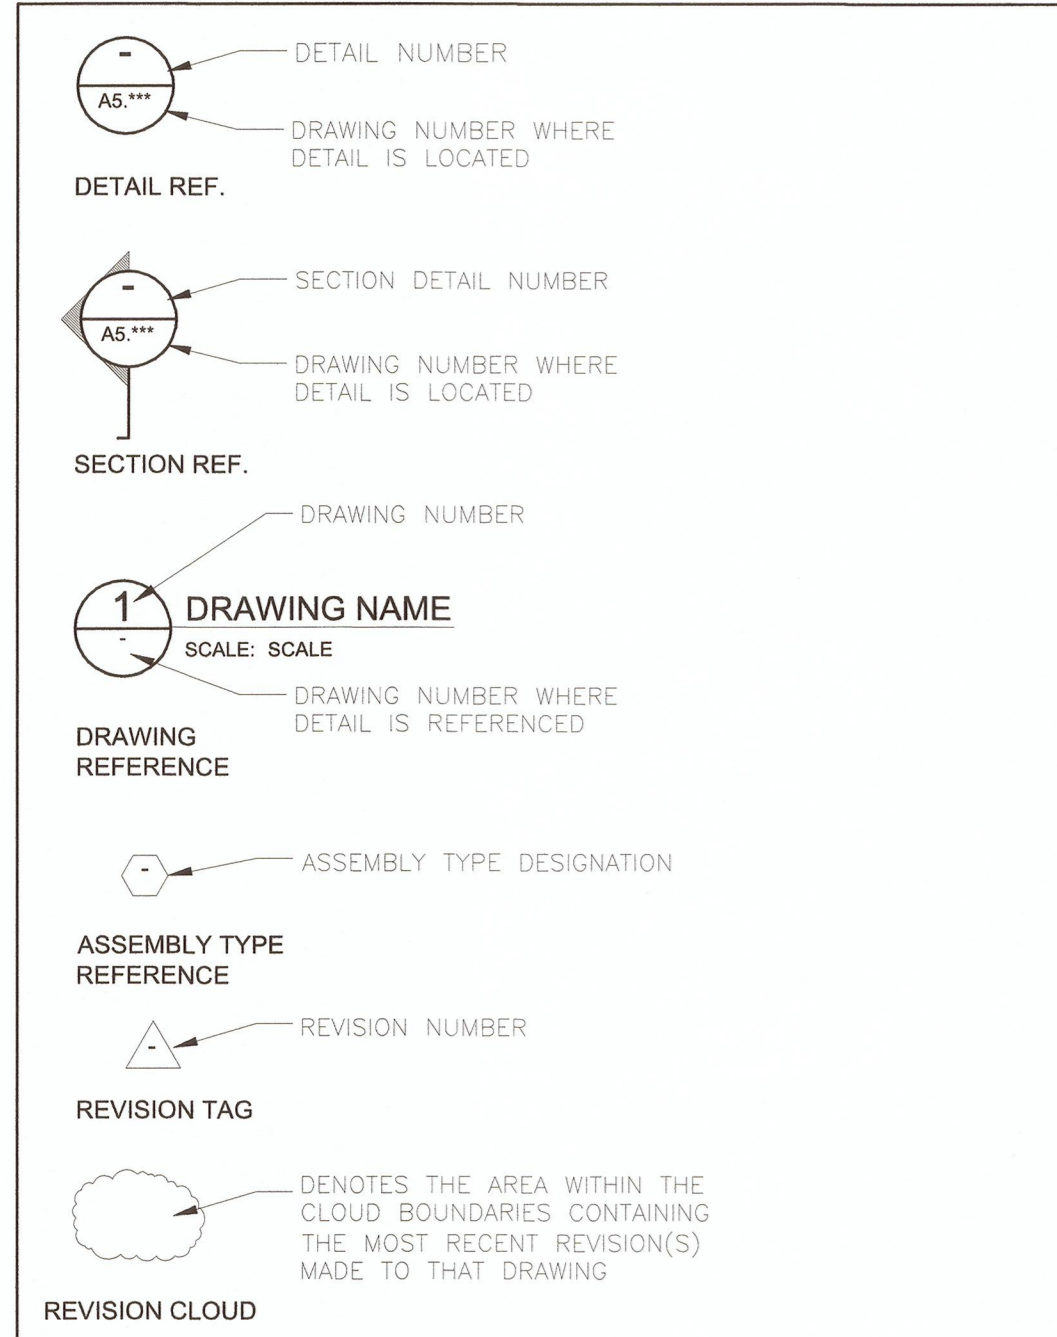 -
DETAIL NUMBER
A5.***
DRAWING NUMBER WHERE
DETAIL IS LOCATED
DETAIL REF.
-
SECTION DETAIL NUMBER
A5.***
DRAWING NUMBER WHERE
DETAIL IS LOCATED
SECTION REF.
DRAWING NUMBER
1
DRAWING NAME
-
SCALE: SCALE
DRAWING NUMBER WHERE
DETAIL IS REFERENCED
DRAWING
REFERENCE
-
ASSEMBLY TYPE DESIGNATION
ASSEMBLY TYPE
REFERENCE
-
REVISION NUMBER
REVISION TAG
DENOTES THE AREA WITHIN THE
CLOUD BOUNDARIES CONTAINING
THE MOST RECENT REVISION(S)
MADE TO THAT DRAWING
REVISION CLOUD